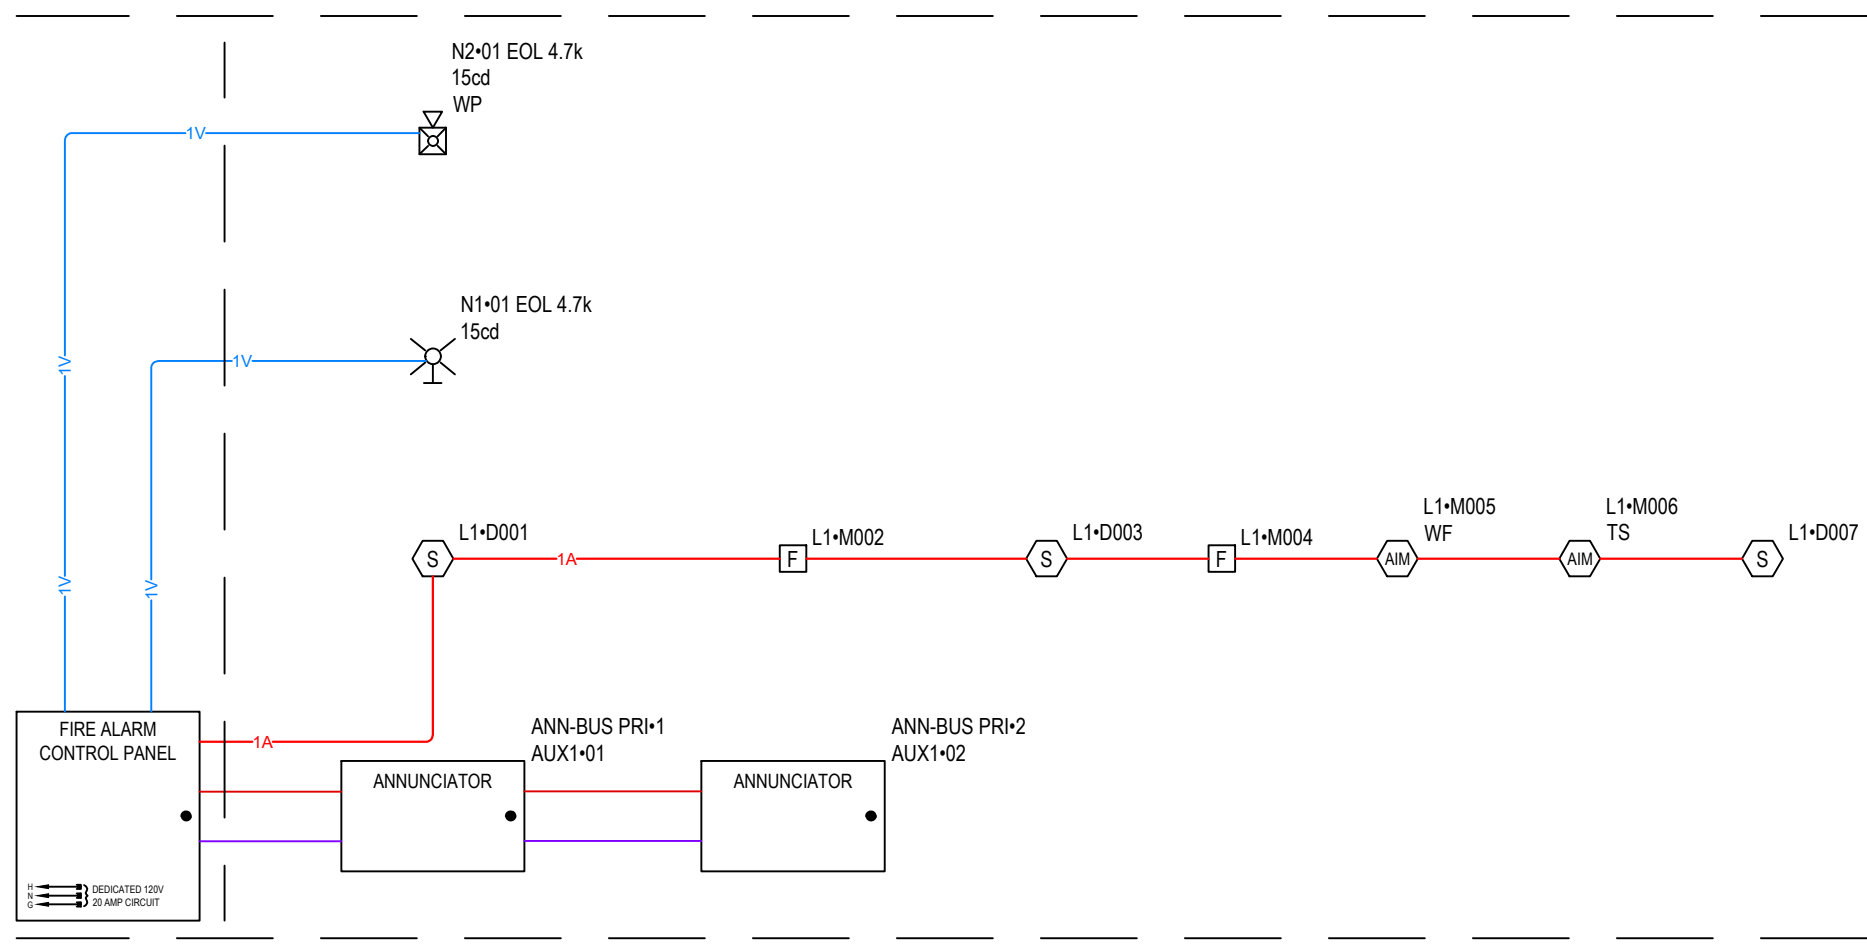 N2•01 EOL 4.7k
15cd
WP
1V
N1•01 EOL 4.7k
15cd
1V
1V
1V
1V
L1•D001
S
1A
L1•M002
F
L1•D003
S
L1•M004
F
L1•M005
WF
AIM
L1•M006
TS
AIM
L1•D007
S
FIRE ALARM
CONTROL PANEL
1A
ANN-BUS PRI•1
AUX1•01
ANNUNCIATOR
ANN-BUS PRI•2
AUX1•02
ANNUNCIATOR
H
N
G
DEDICATED 120V
20 AMP CIRCUIT